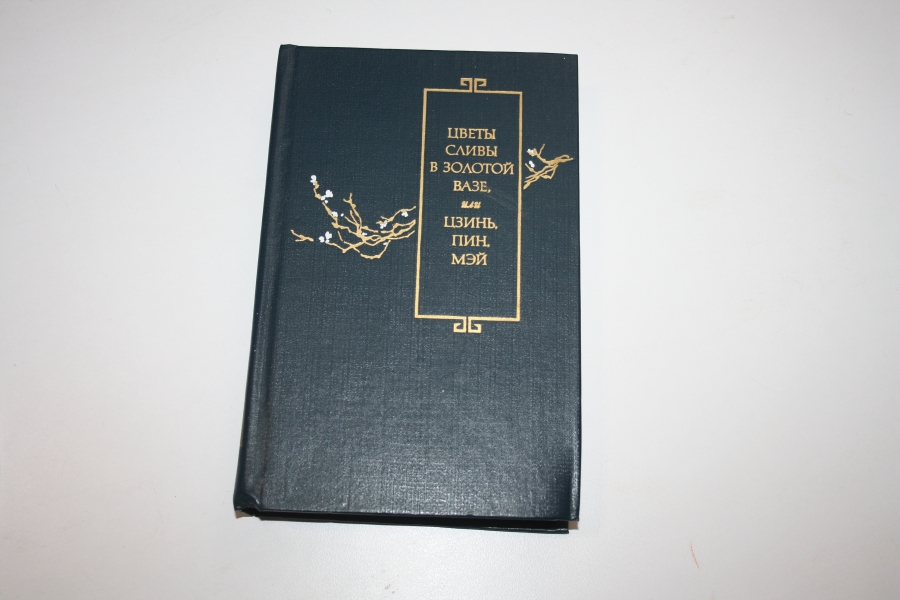 ЦВЕТЫ
СЛИВЫ
В ЗОЛОТОЙ
ВАЗЕ,
или
ЦЗИНЬ,
ПИН,
МЭЙ